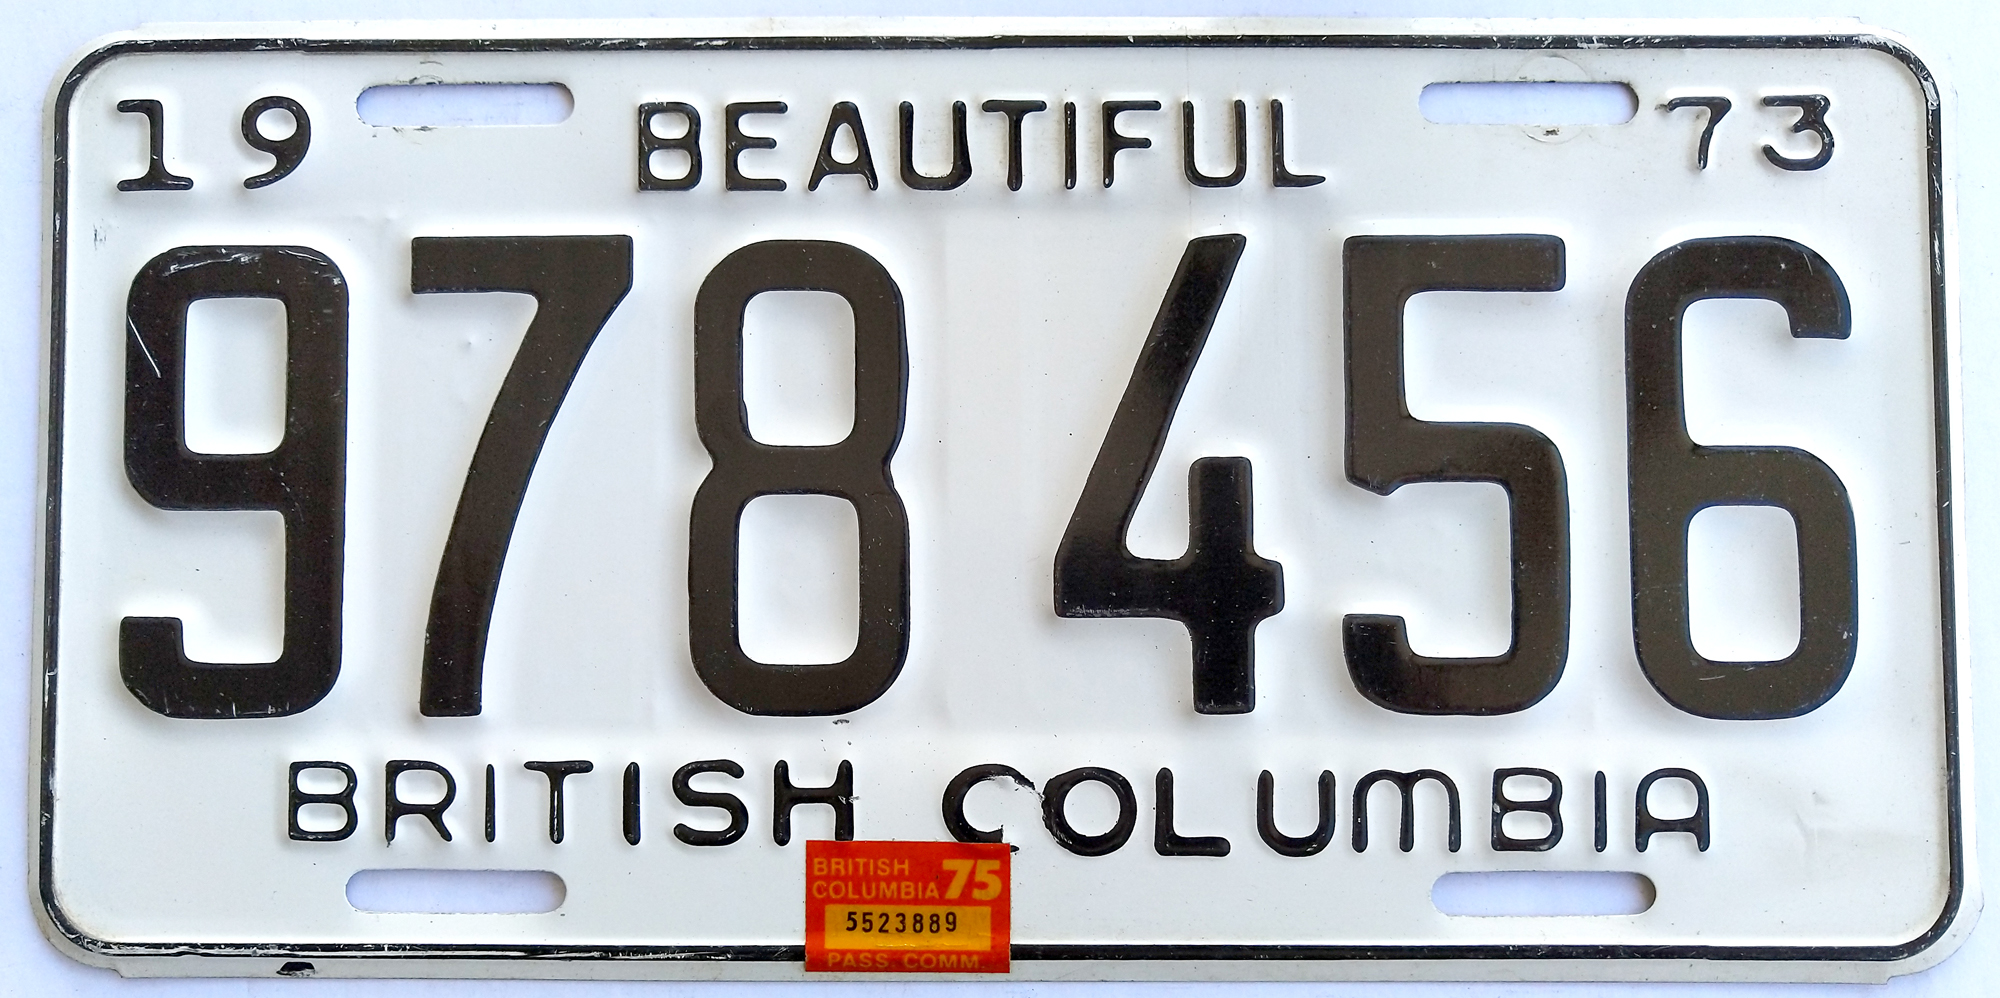 19 BEAUTIFUL 73
978 456
BRITISH COLUMBIA
BRITISH
COLUMBIA 75
5523889
PASS. COMM.